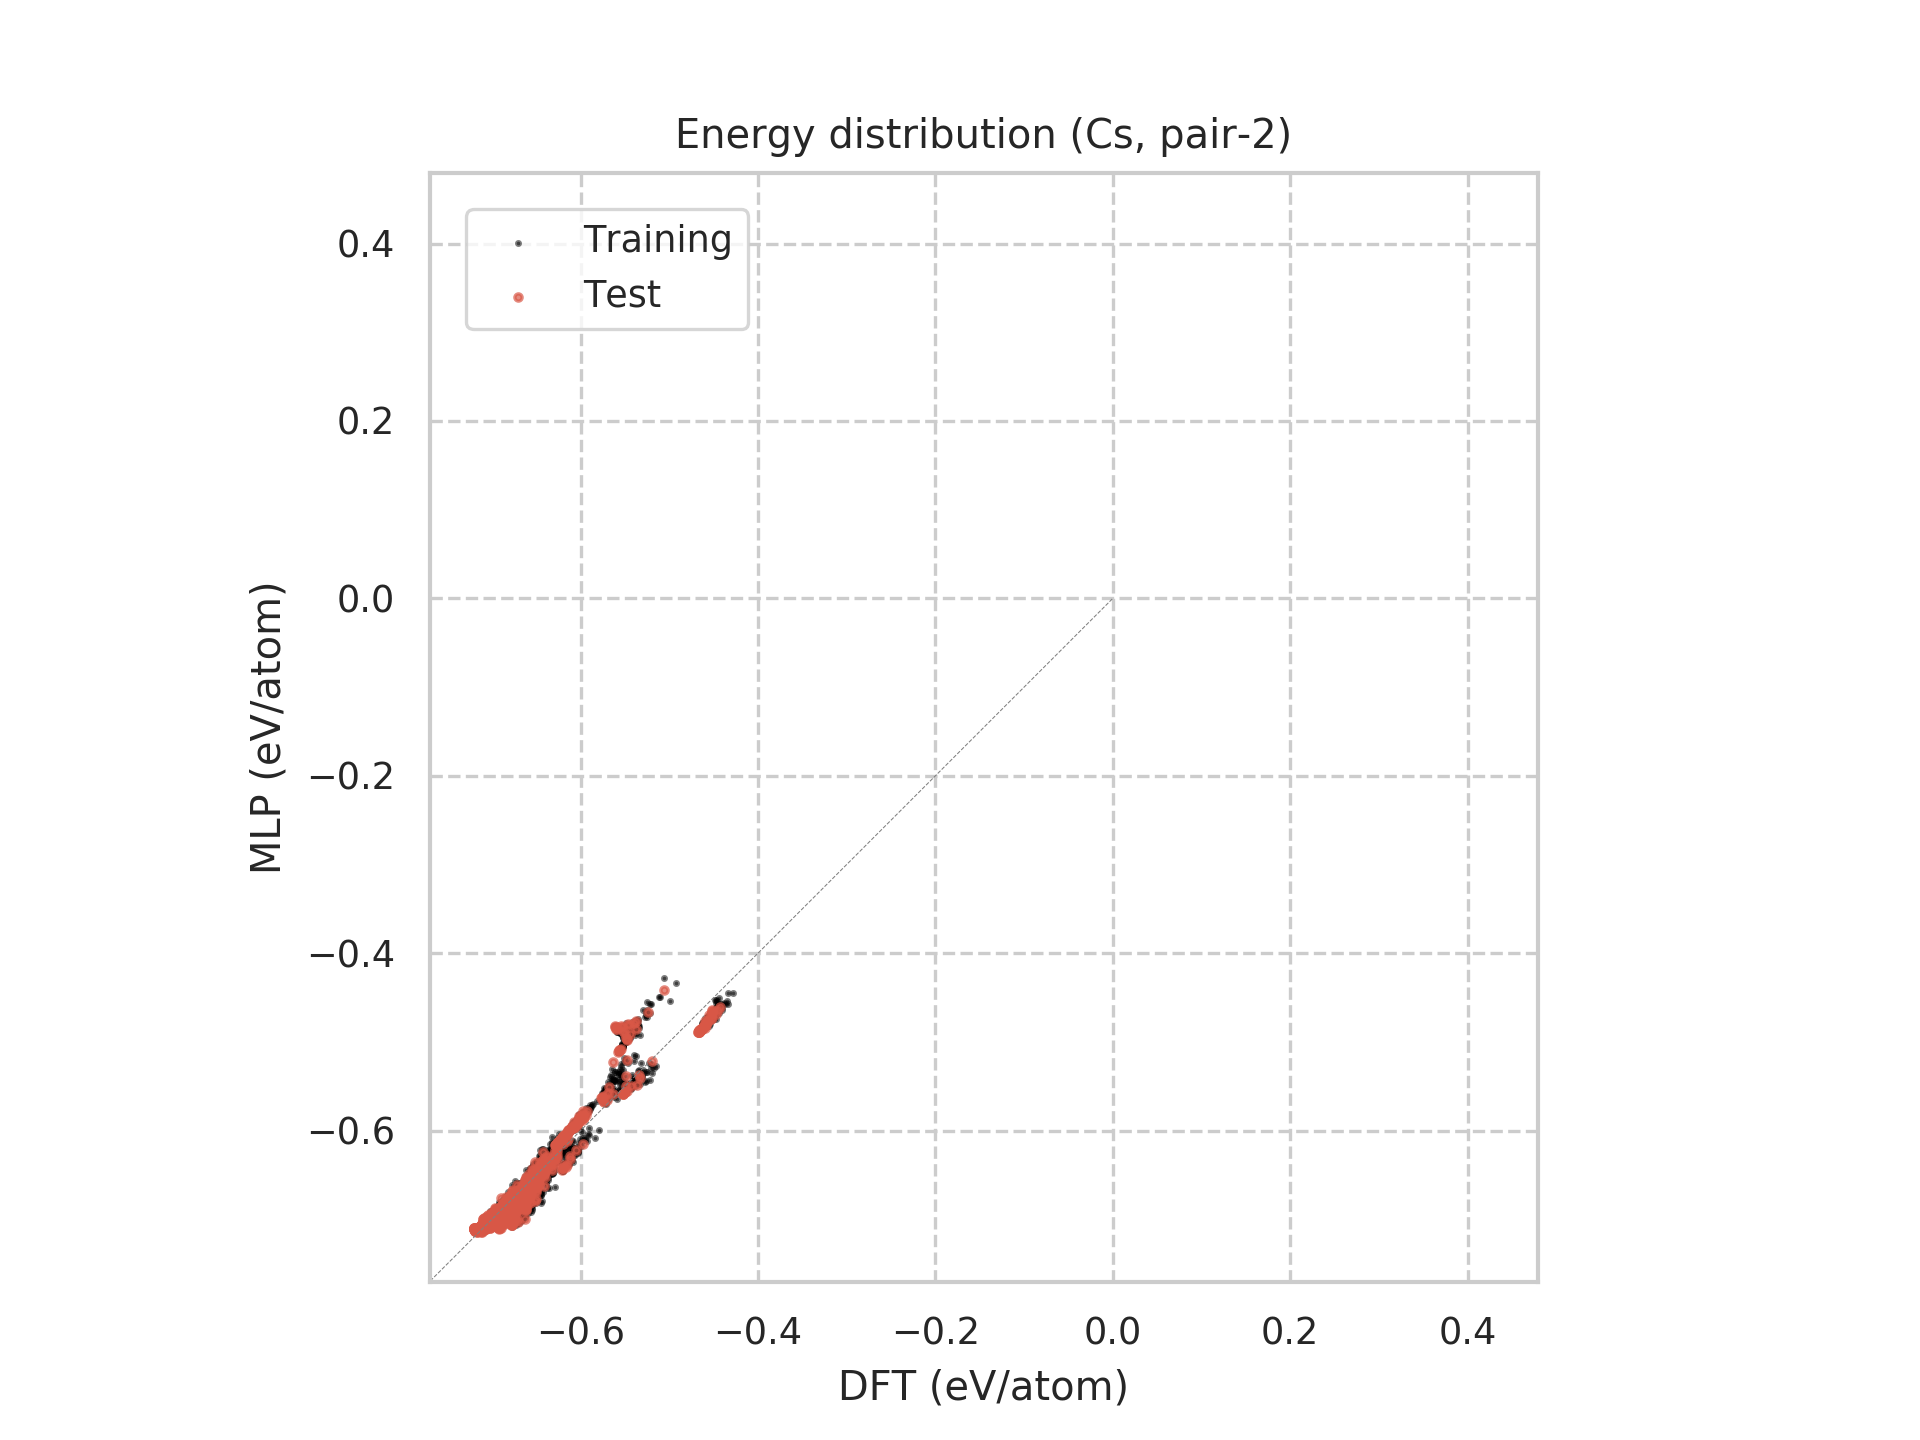 Energy distribution (Cs, pair-2)
Training
Test
0.4
0.2
0.0
−0.2
−0.4
−0.6
MLP (eV/atom)
−0.6 −0.4 −0.2 0.0 0.2 0.4
DFT (eV/atom)